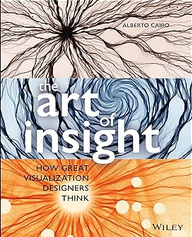 ALBERTO CAIRO
the
art of
insight
HOW GREAT
VISUALIZATION
DESIGNERS
THINK
WILEY